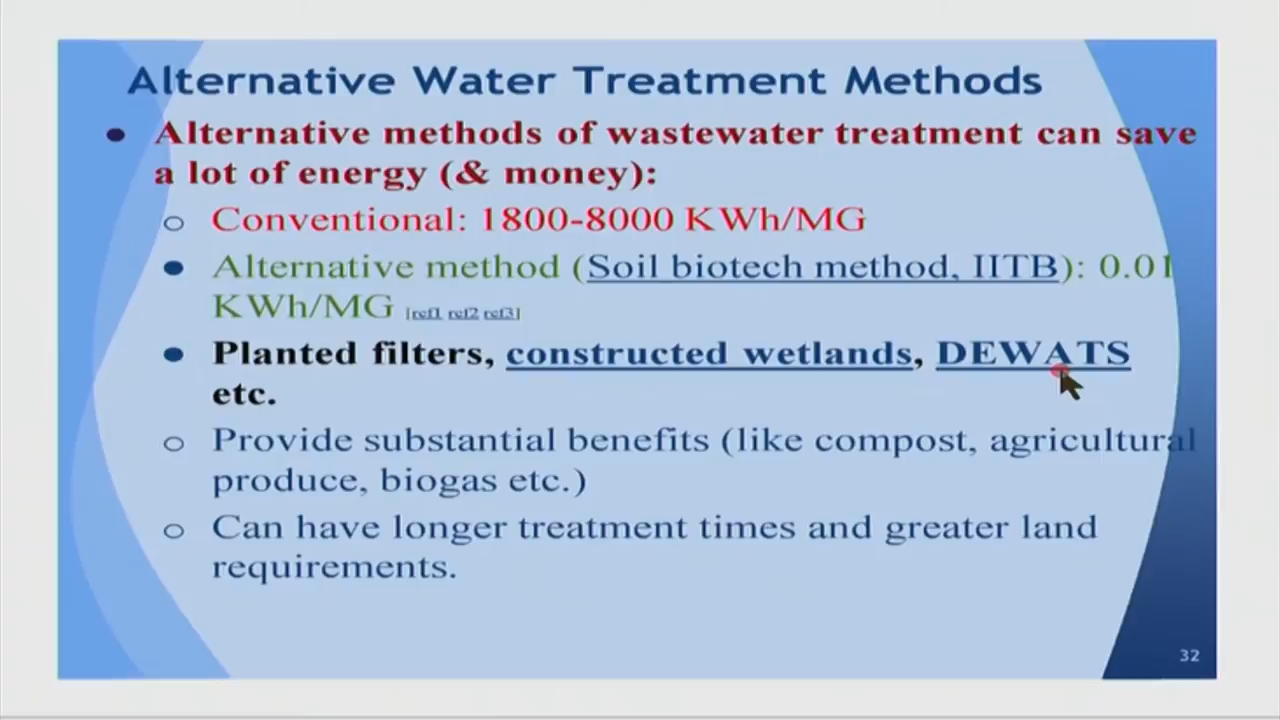 Alternative Water Treatment Methods
Alternative methods of wastewater treatment can save
a lot of energy (& money):
Conventional: 1800-8000 KWh/MG
Alternative method (Soil biotech method, IITB): 0.01
KWh/MG [ref1 ref2 ref3]
Planted filters, constructed wetlands, DEWATS
etc.
Provide substantial benefits (like compost, agricultural
produce, biogas etc.)
Can have longer treatment times and greater land
requirements.
32